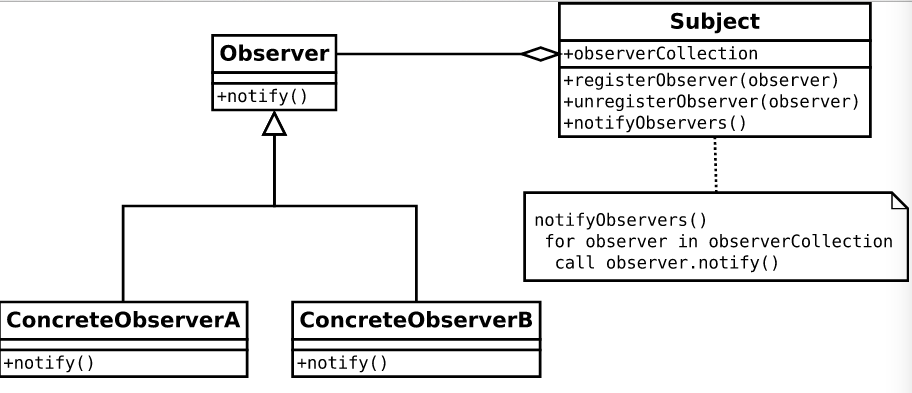 Subject
+observerCollection
+registerObserver(observer)
+unregisterObserver(observer)
+notifyObservers()
Observer
+notify()
notifyObservers()
for observer in observerCollection
call observer.notify()
ConcreteObserverA
+notify()
ConcreteObserverB
+notify()